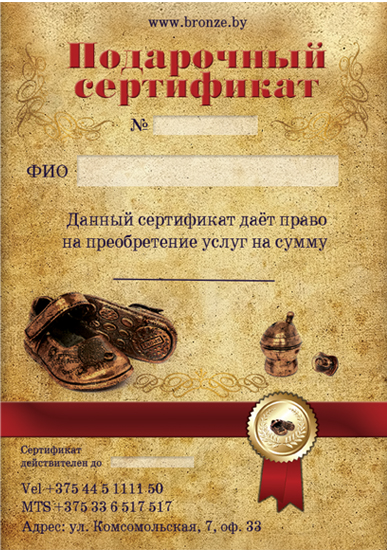 www.bronze.by
Подарочный
сертификат
№
ФИО
Данный сертификат даёт право
на преобретение услуг на сумму
Сертификат
действителен до
Vel +375 44 5 1111 50
MTS +375 33 6 517 517
Адрес: ул. Комсомольская, 7, оф. 33